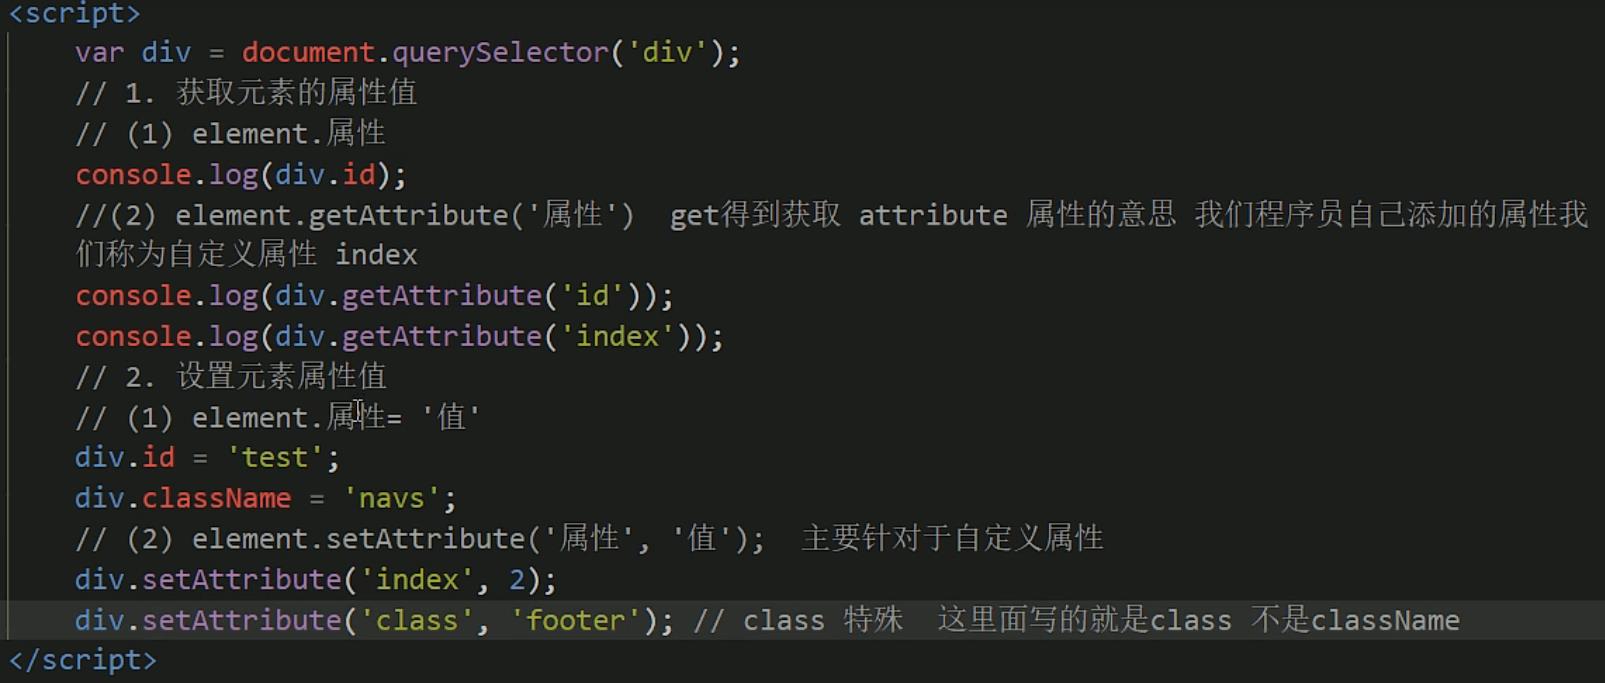 <script>
var div = document.querySelector('div');
// 1. 获取元素的属性值
// (1) element.属性
console.log(div.id);
//(2) element.getAttribute('属性')  get得到获取 attribute 属性的意思 我们程序员自己添加的属性我
们称为自定义属性 index
console.log(div.getAttribute('id'));
console.log(div.getAttribute('index'));
// 2. 设置元素属性值
// (1) element.属性= '值'
div.id = 'test';
div.className = 'navs';
// (2) element.setAttribute('属性', '值');  主要针对于自定义属性
div.setAttribute('index', 2);
div.setAttribute('class', 'footer'); // class 特殊  这里面写的就是class 不是className
</script>